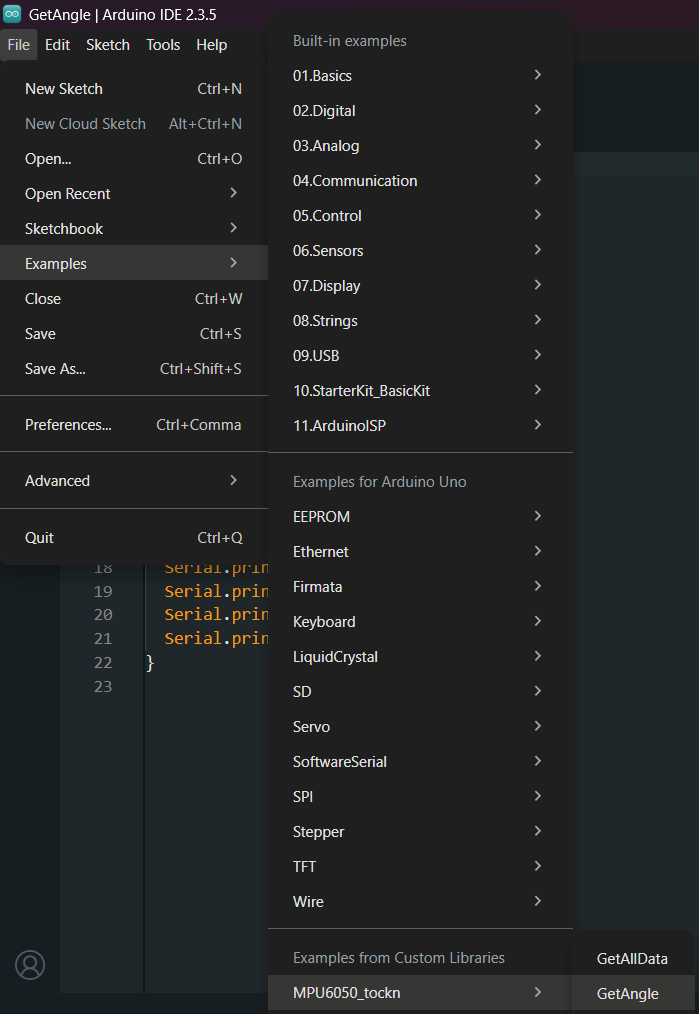 GetAngle | Arduino IDE 2.3.5
File Edit Sketch Tools Help
New Sketch Ctrl+N
New Cloud Sketch Alt+Ctrl+N
Open... Ctrl+O
Open Recent
Sketchbook
Examples
Close Ctrl+W
Save Ctrl+S
Save As... Ctrl+Shift+S
Preferences... Ctrl+Comma
Advanced
Quit Ctrl+Q
Built-in examples
01.Basics
02.Digital
03.Analog
04.Communication
05.Control
06.Sensors
07.Display
08.Strings
09.USB
10.StarterKit_BasicKit
11.ArduinoISP
Examples for Arduino Uno
EEPROM
Ethernet
Firmata
Keyboard
LiquidCrystal
SD
Servo
SoftwareSerial
SPI
Stepper
TFT
Wire
Examples from Custom Libraries
MPU6050_tockn
GetAllData
GetAngle
18 Serial.prin
19 Serial.prin
20 Serial.prin
21 Serial.prin
22 }
23